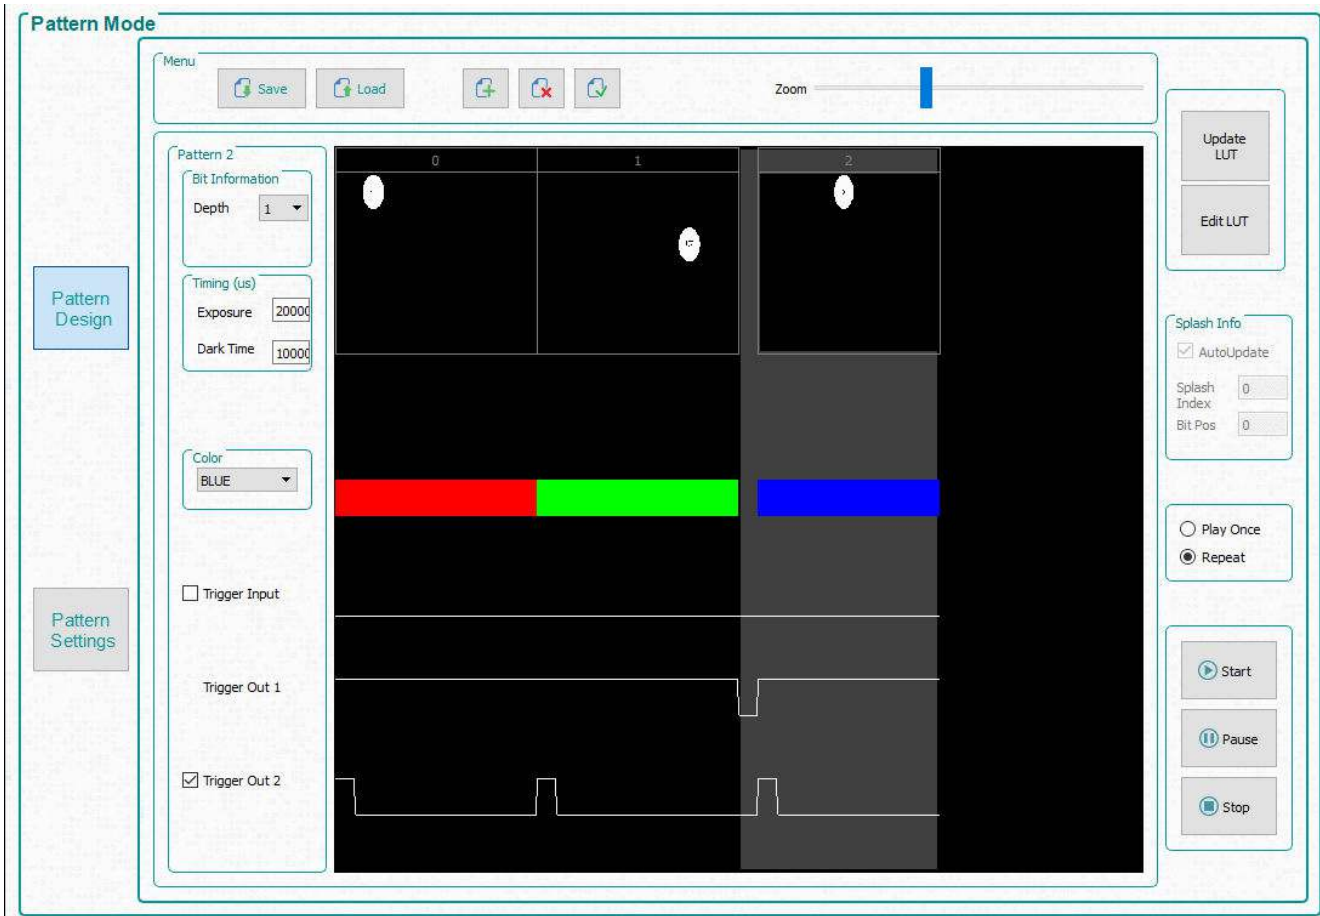 Pattern Mode
Menu
Save
Load
Zoom
Update
LUT
Edit LUT
Pattern 2
Bit Information
Depth
1
0
1
2
Timing (us)
Exposure
20000
Dark Time
10000
Pattern
Design
Splash Info
AutoUpdate
Splash
Index
0
Bit Pos
0
Color
BLUE
Play Once
Repeat
Trigger Input
Pattern
Settings
Trigger Out 1
Trigger Out 2
Start
Pause
Stop